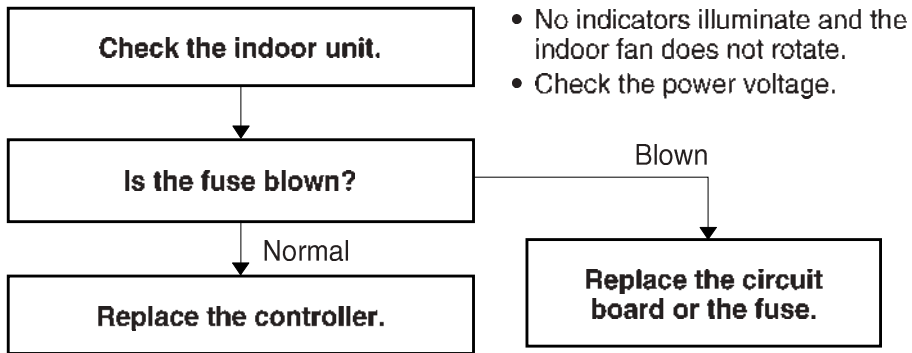 Check the indoor unit.
• No indicators illuminate and the
indoor fan does not rotate.
• Check the power voltage.
Is the fuse blown?
Blown
Normal
Replace the controller.
Replace the circuit
board or the fuse.